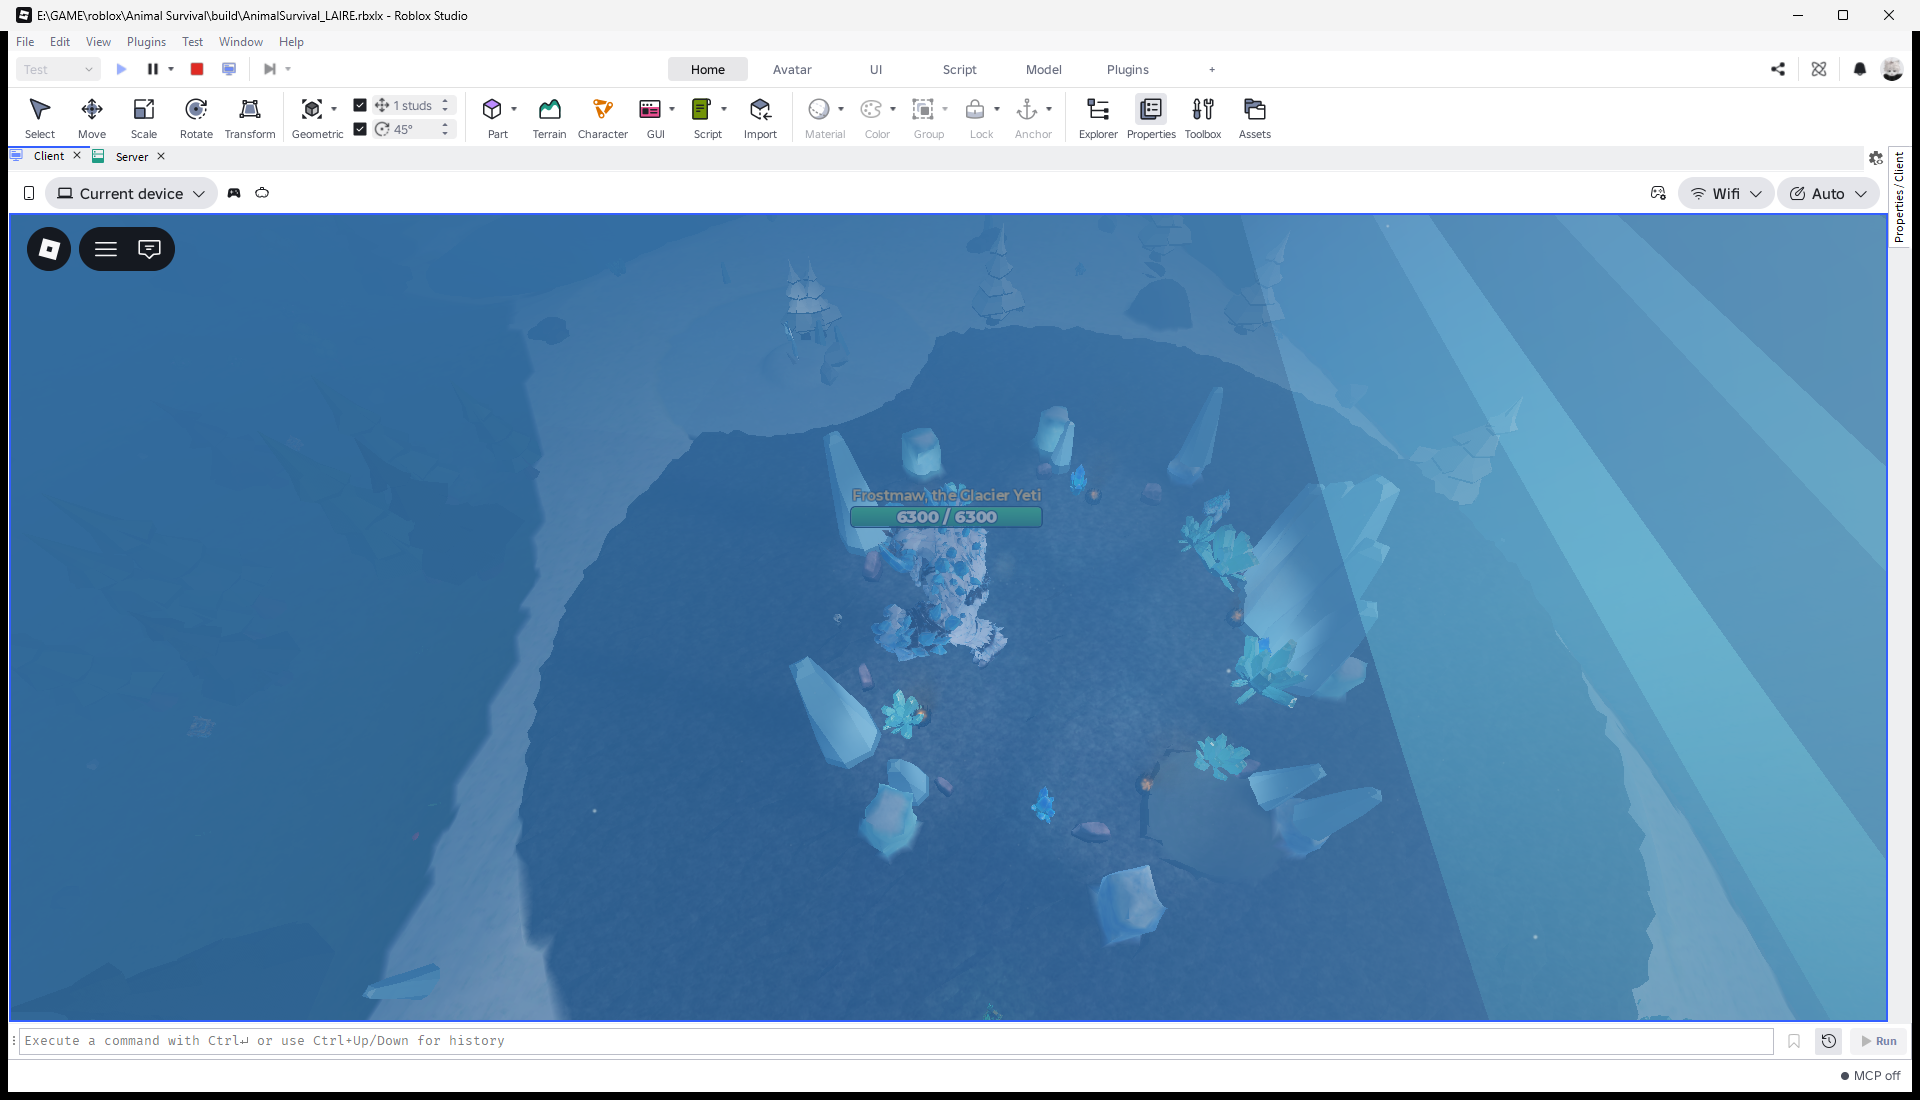 E:\GAME\roblox\Animal Survival\build\AnimalSurvival_LAIRE.rbxlx - Roblox Studio
File Edit View Plugins Test Window Help
Test
Home Avatar UI Script Model Plugins +
1 studs
45°
Select Move Scale Rotate Transform Geometric Part Terrain Character GUI Script Import Material Color Group Lock Anchor Explorer Properties Toolbox Assets
Client Server
Properties / Client
Current device
Wifi
Auto
Frostmaw, the Glacier Yeti
6300 / 6300
Execute a command with Ctrl↵ or use Ctrl+Up/Down for history
Run
MCP off